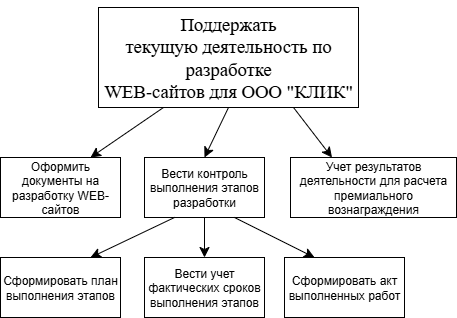 Поддержать
текущую деятельность по
разработке
WEB-сайтов для ООО "КЛИК"
Оформить
документы на
разработку WEB-
сайтов
Вести контроль
выполнения этапов
разработки
Учет результатов
деятельности для расчета
премиального
вознаграждения
Сформировать план
выполнения этапов
Вести учет
фактических сроков
выполнения этапов
Сформировать акт
выполненных работ